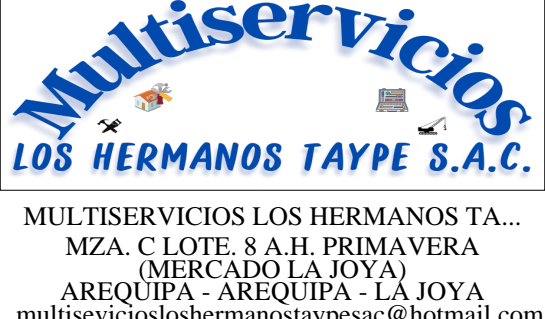 Multiservicios
LOS HERMANOS TAYPE S.A.C.
MULTISERVICIOS LOS HERMANOS TA...
MZA. C LOTE. 8 A.H. PRIMAVERA
(MERCADO LA JOYA)
AREQUIPA - AREQUIPA - LA JOYA
multiseviciosloshermanostaypesac@hotmail.com